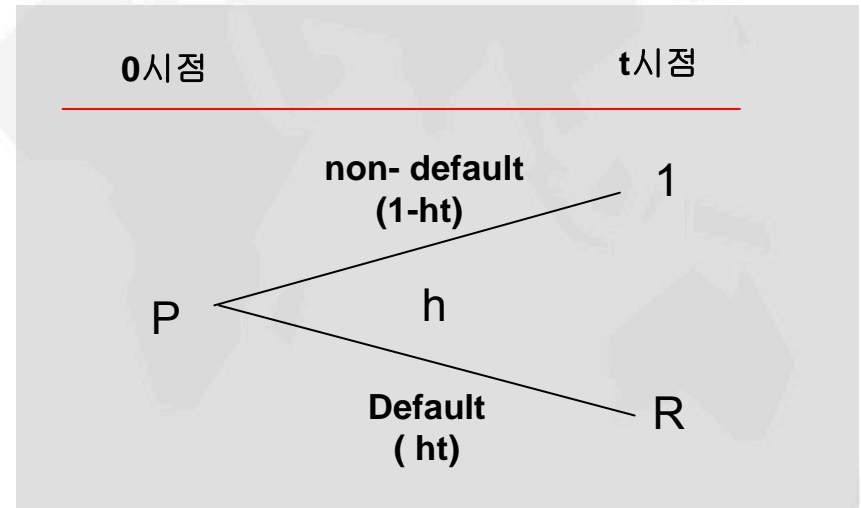 0시점
t시점
non- default
(1-ht)
1
P
h
Default
( ht)
R